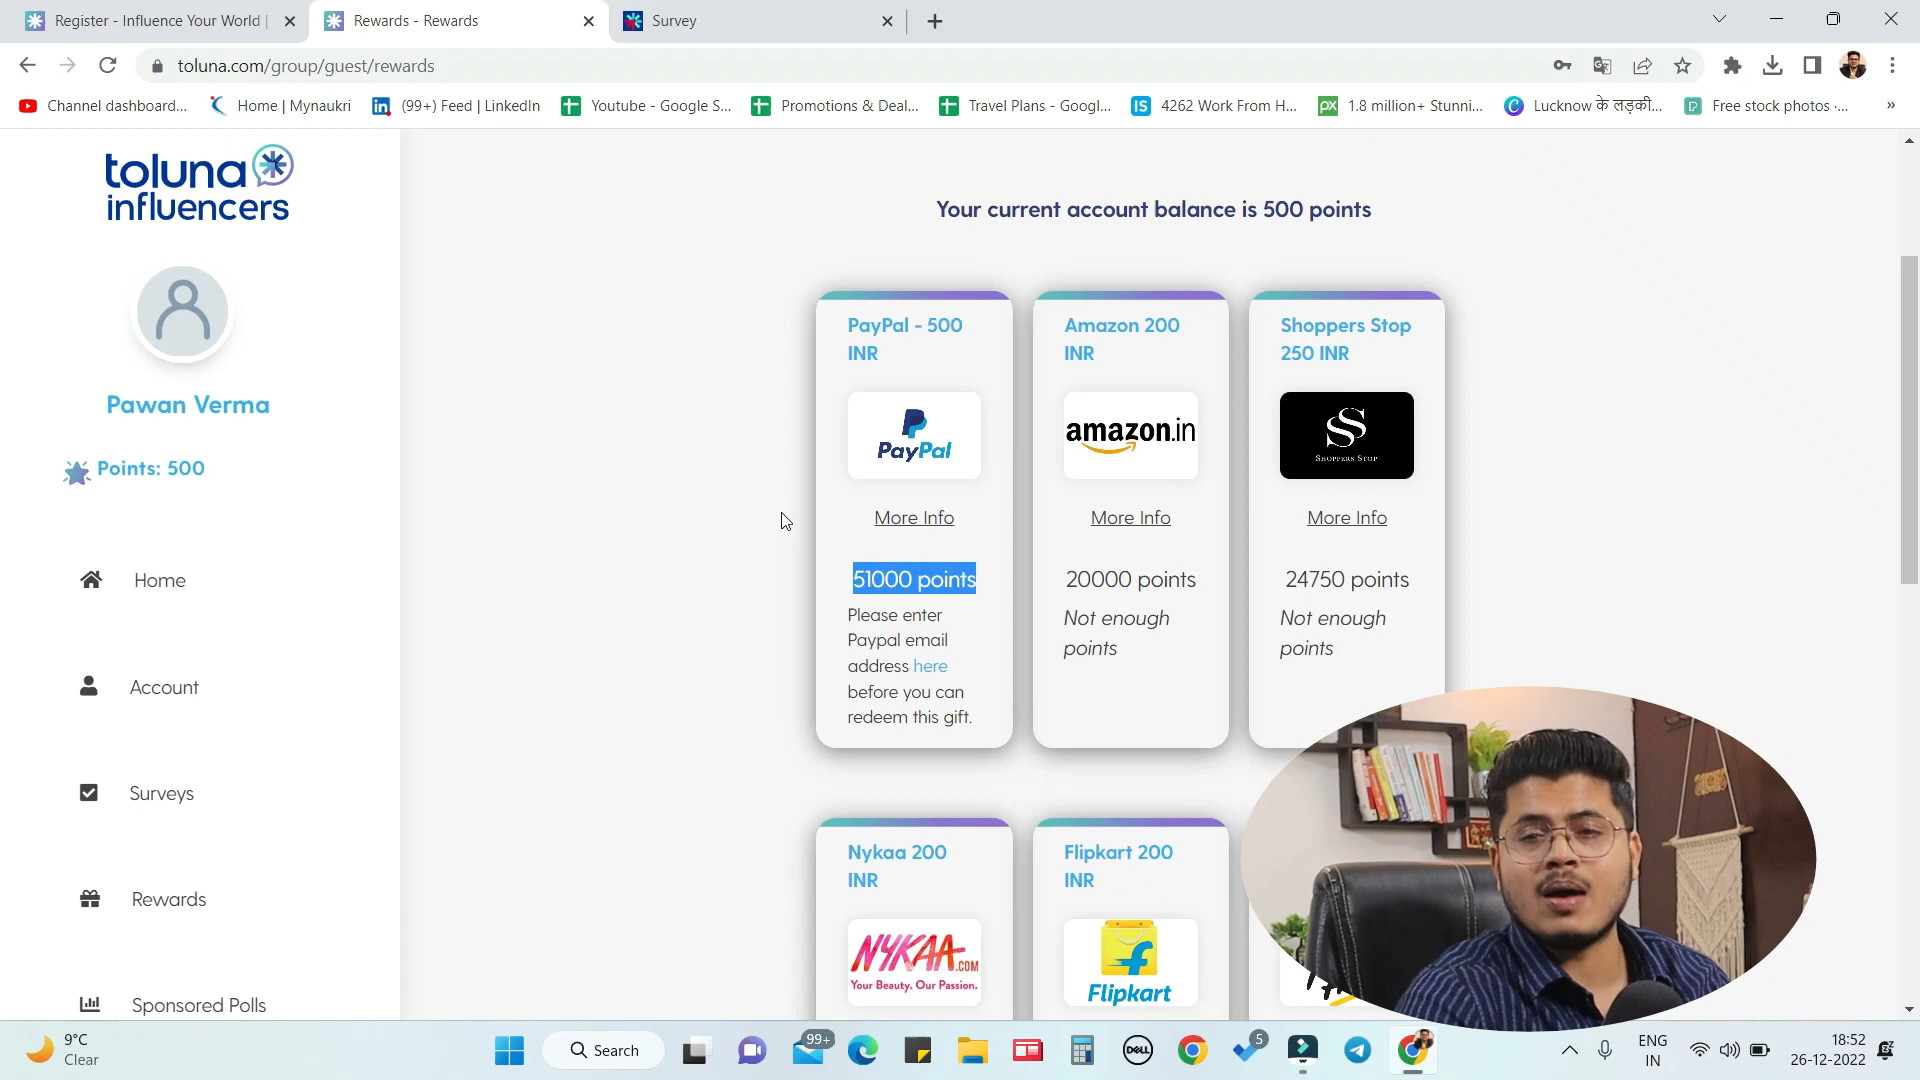 Register - Influence Your World |
Rewards - Rewards
Survey
toluna.com/group/guest/rewards
Channel dashboard...
Home | Mynaukri
(99+) Feed | LinkedIn
Youtube - Google S...
Promotions & Deal...
Travel Plans - Googl...
IS
4262 Work From H...
px
1.8 million+ Stunni...
Lucknow के लड़की...
Free stock photos ·...
»
toluna
influencers
Pawan Verma
Points: 500
Home
Account
Surveys
Rewards
Sponsored Polls
Your current account balance is 500 points
PayPal - 500
INR
PayPal
More Info
51000 points
Please enter
Paypal email
address here
before you can
redeem this gift.
Amazon 200
INR
amazon.in
More Info
20000 points
Not enough
points
Shoppers Stop
250 INR
SHOPPERS STOP
More Info
24750 points
Not enough
points
Nykaa 200
INR
NYKAA.COM
Your Beauty. Our Passion.
Flipkart 200
INR
Flipkart
9°C
Clear
Search
99+
DELL
5
ENG
IN
18:52
26-12-2022